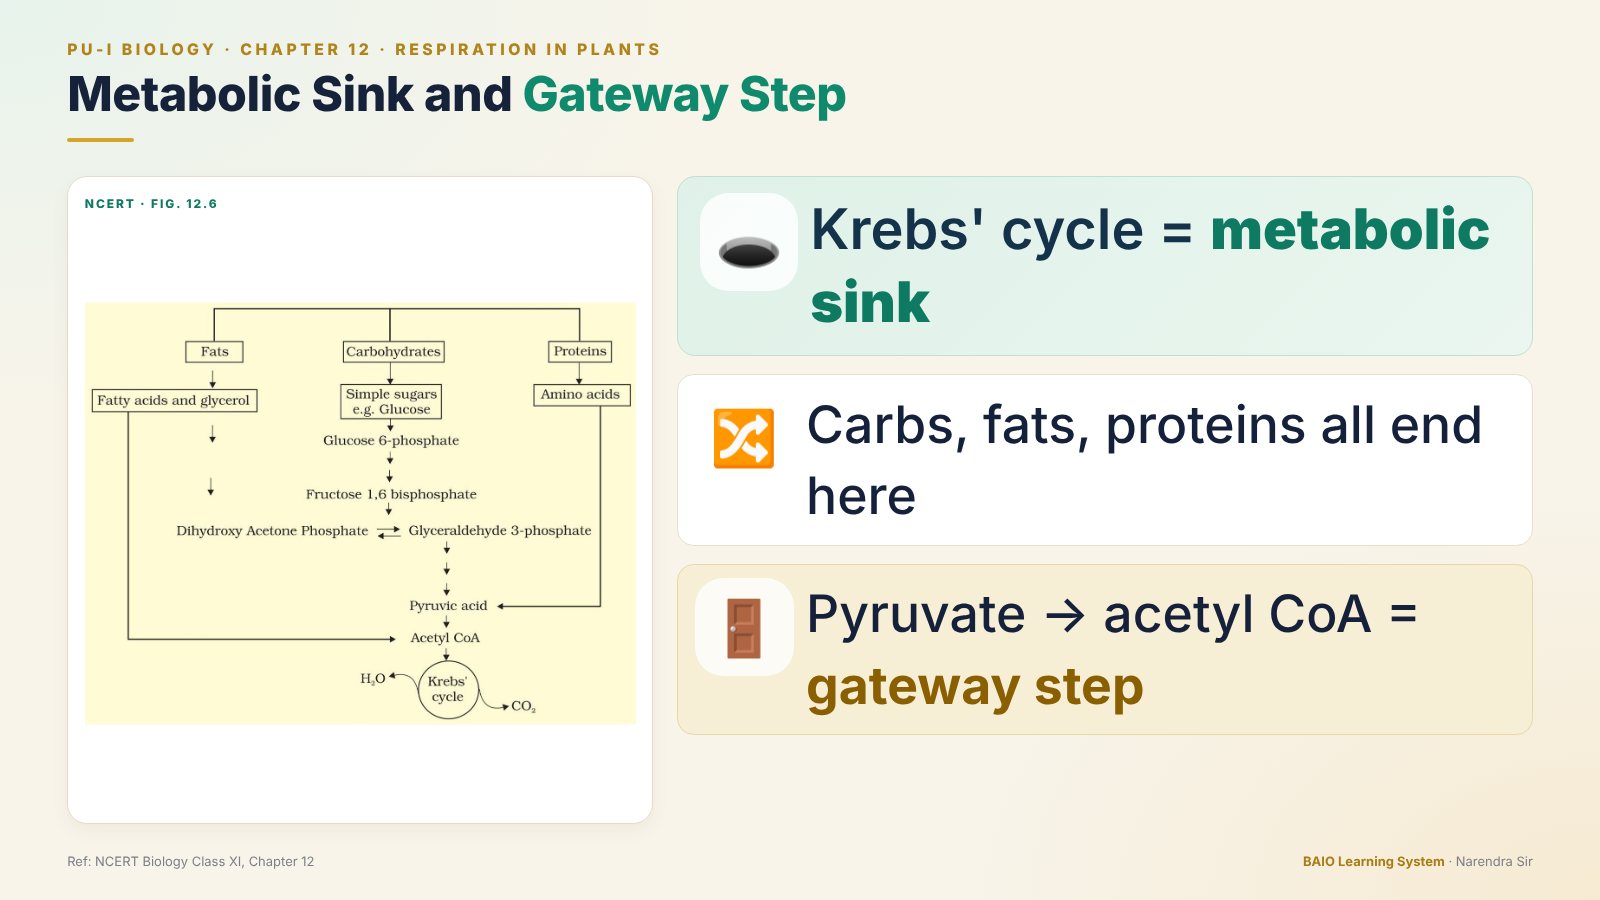 PU-I BIOLOGY · CHAPTER 12 · RESPIRATION IN PLANTS
Metabolic Sink and Gateway Step
NCERT · FIG. 12.6
Fats
Carbohydrates
Proteins
Fatty acids and glycerol
Simple sugars
e.g. Glucose
Amino acids
Glucose 6-phosphate
Fructose 1,6 bisphosphate
Dihydroxy Acetone Phosphate
Glyceraldehyde 3-phosphate
Pyruvic acid
Acetyl CoA
H₂O
Krebs'
cycle
CO₂
Krebs' cycle = metabolic
sink
Carbs, fats, proteins all end
here
Pyruvate → acetyl CoA =
gateway step
Ref: NCERT Biology Class XI, Chapter 12
BAIO Learning System · Narendra Sir